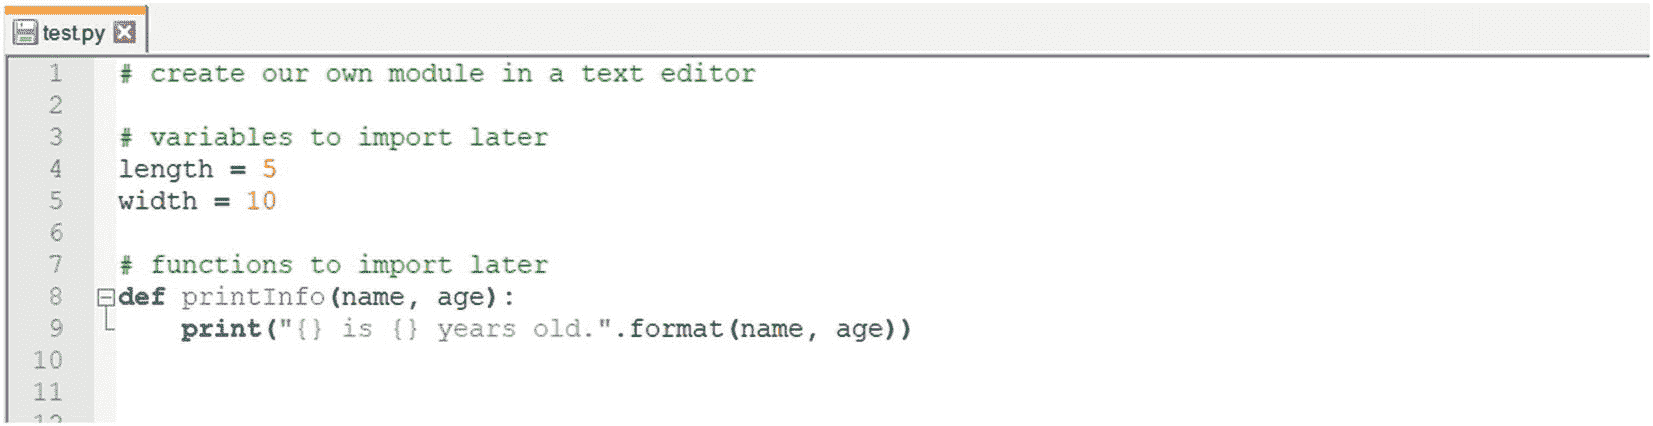 test.py
1 # create our own module in a text editor
2
3 # variables to import later
4 length = 5
5 width = 10
6
7 # functions to import later
8 def printInfo(name, age):
9     print("{} is {} years old.".format(name, age))
10
11
12